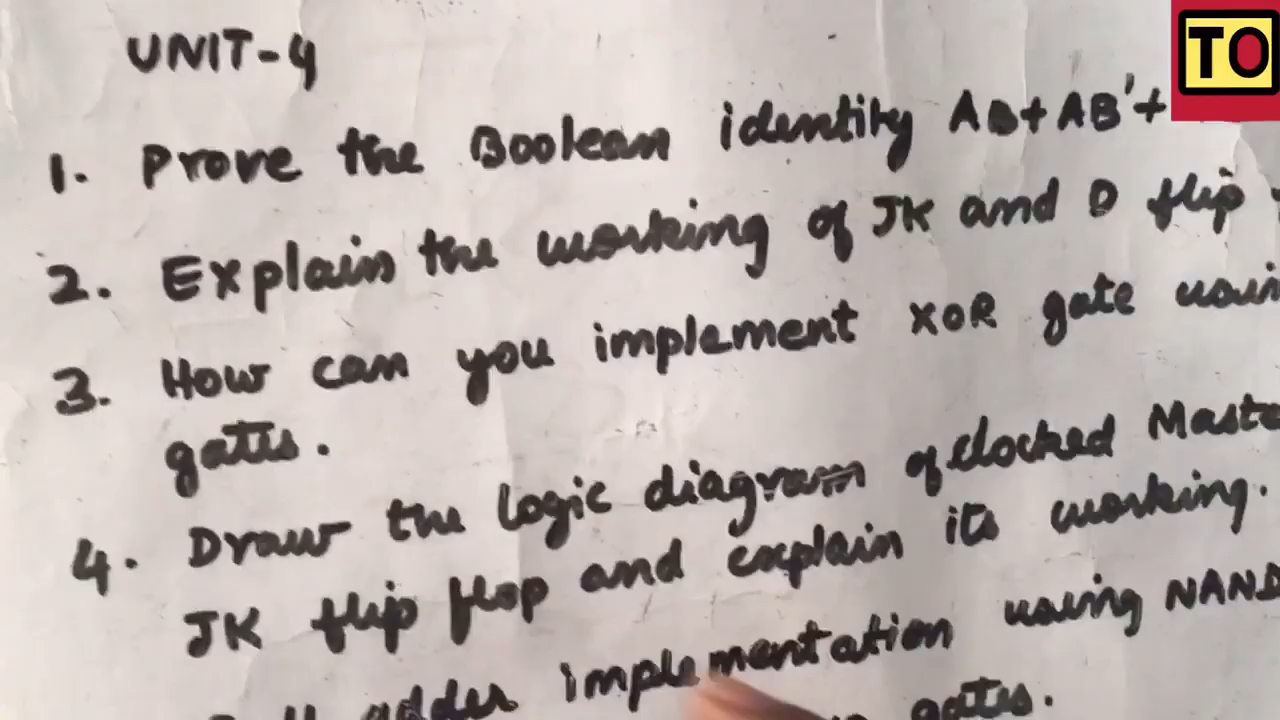 TO
UNIT-4
1. Prove the Boolean identity AB+AB'+
2. Explain the working of JK and D flip
3. How can you implement XOR gate
gates.
4. Draw the logic diagram of clocked
JK flip flop and explain its working.
adder implementation using NAND
gates.